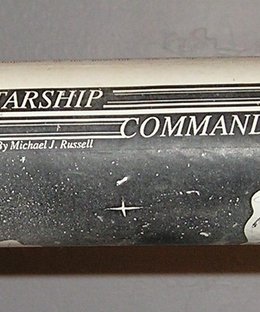 TARSHIP
COMMAND
By Michael J. Russell